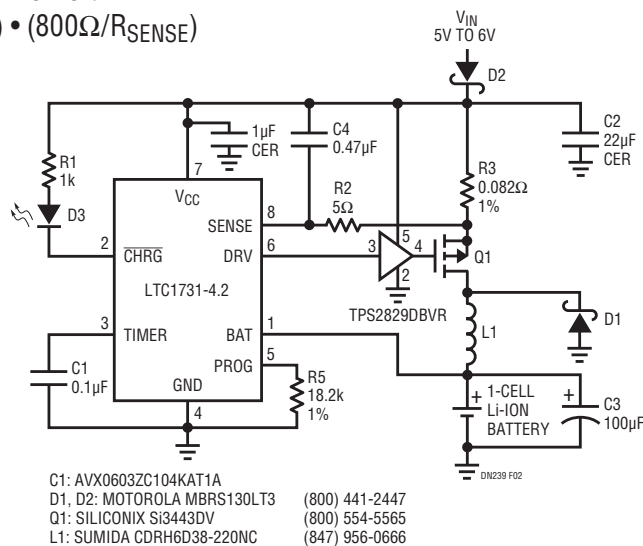 ) • (800Ω/RSENSE)
VIN
5V TO 6V
D2
1µF
CER
C4
0.47µF
C2
22µF
CER
R1
1k
7
VCC
R3
0.082Ω
1%
R2
5Ω
D3
SENSE
8
2
CHRG
DRV
6
3
5
4
2
Q1
LTC1731-4.2
TPS2829DBVR
3
TIMER
BAT
1
L1
D1
PROG
5
C1
0.1µF
R5
18.2k
1%
GND
4
+
1-CELL
Li-ION
BATTERY
+
C3
100µF
DN239 F02
C1: AVX0603ZC104KAT1A
D1, D2: MOTOROLA MBRS130LT3 (800) 441-2447
Q1: SILICONIX Si3443DV (800) 554-5565
L1: SUMIDA CDRH6D38-220NC (847) 956-0666